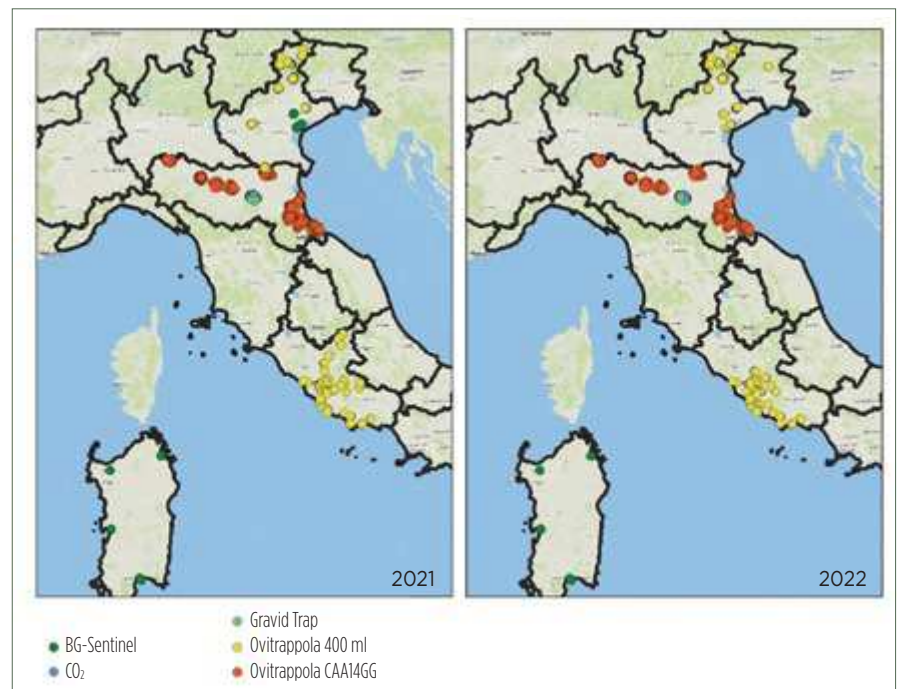 2021
2022
BG-Sentinel
CO₂
Gravid Trap
Ovitrappola 400 ml
Ovitrappola CAA14GG